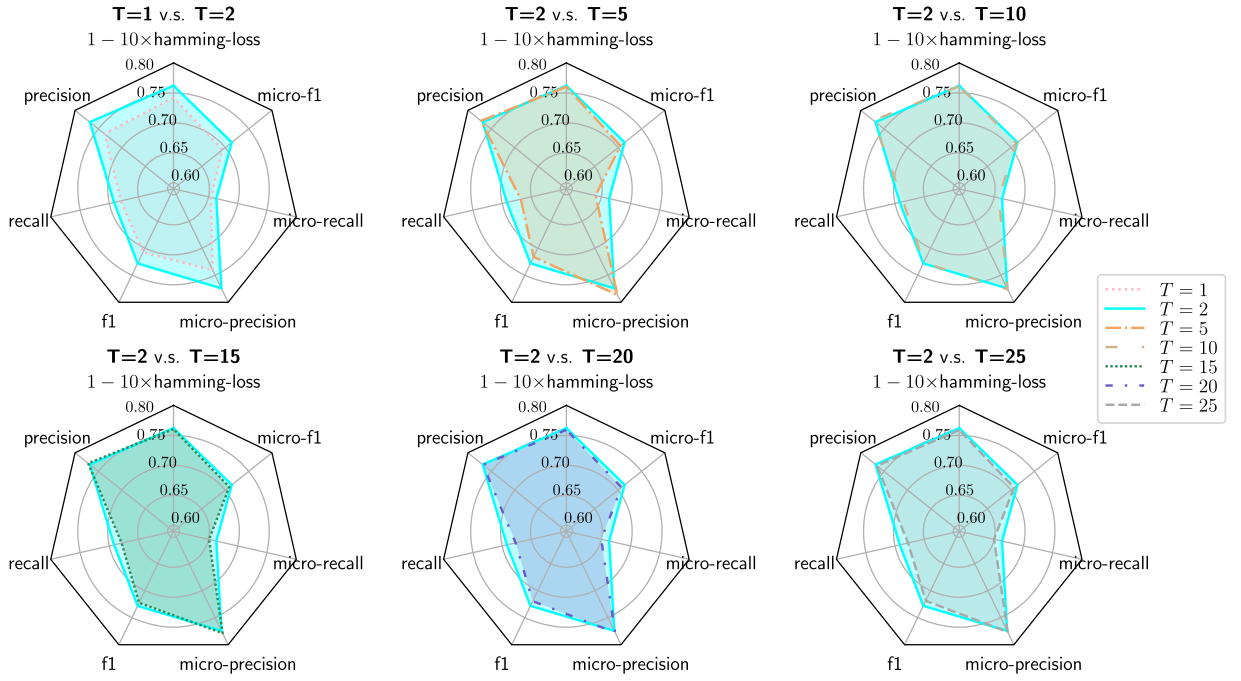 T=1 v.s. T=2
1 − 10×hamming-loss
0.80
precision
0.75
micro-f1
0.70
0.65
0.60
recall
micro-recall
f1
micro-precision
T=2 v.s. T=5
1 − 10×hamming-loss
0.80
precision
0.75
micro-f1
0.70
0.65
0.60
recall
micro-recall
f1
micro-precision
T=2 v.s. T=10
1 − 10×hamming-loss
0.80
precision
0.75
micro-f1
0.70
0.65
0.60
recall
micro-recall
f1
micro-precision
T = 1
T = 2
T = 5
T = 10
T = 15
T = 20
T = 25
T=2 v.s. T=15
1 − 10×hamming-loss
0.80
precision
0.75
micro-f1
0.70
0.65
0.60
recall
micro-recall
f1
micro-precision
T=2 v.s. T=20
1 − 10×hamming-loss
0.80
precision
0.75
micro-f1
0.70
0.65
0.60
recall
micro-recall
f1
micro-precision
T=2 v.s. T=25
1 − 10×hamming-loss
0.80
precision
0.75
micro-f1
0.70
0.65
0.60
recall
micro-recall
f1
micro-precision